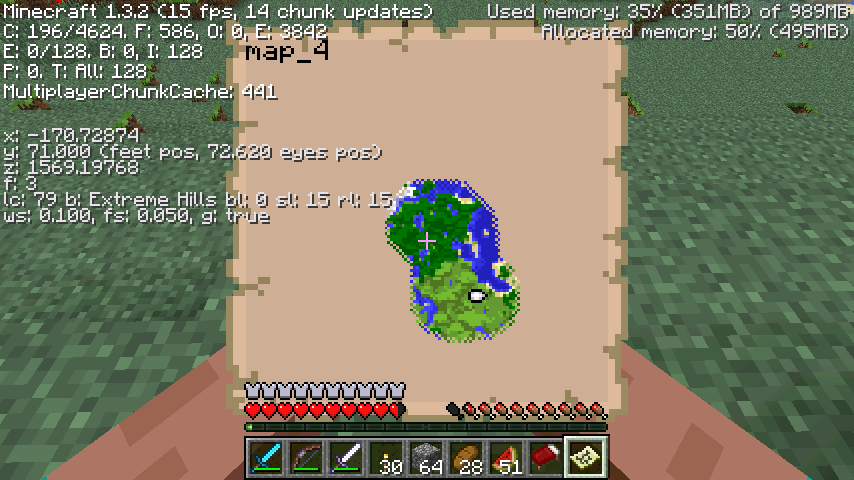 Minecraft 1.3.2 (15 fps, 14 chunk updates)
Used memory: 35% (351MB) of 989MB
C: 196/4624, F: 586, O: 0, E: 3842
Allocated memory: 50% (495MB)
E: 0/128, B: 0, I: 128
map_4
P: 0, T: All: 128
MultiplayerChunkCache: 441
x: -170.72874
y: 71.000 (feet pos, 72.620 eyes pos)
z: 1569.19768
f: 3
lc: 79 b: Extreme Hills bl: 0 sl: 15 rl: 15
ws: 0.100, fs: 0.050, g: true
30 64 28 51